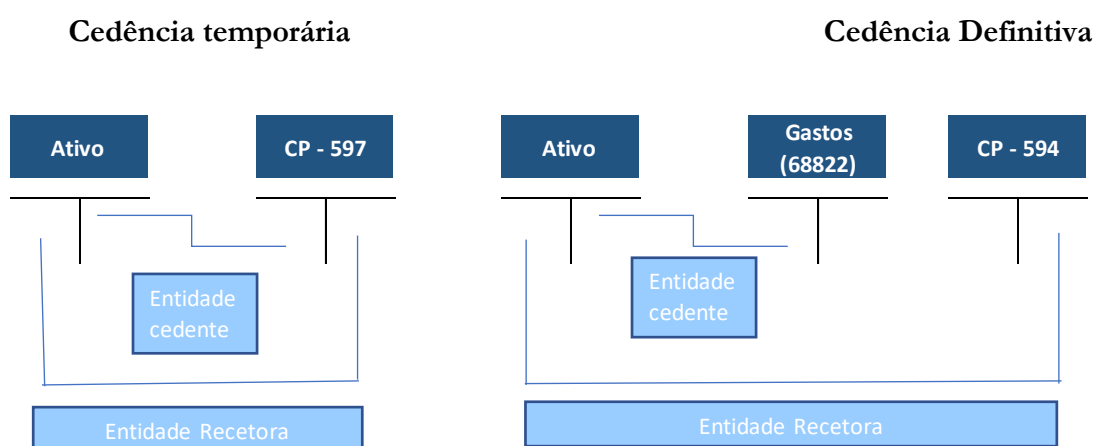 Cedência temporária
Cedência Definitiva
Ativo
CP - 597
Ativo
Gastos
(68822)
CP - 594
Entidade
cedente
Entidade
cedente
Entidade Recetora
Entidade Recetora